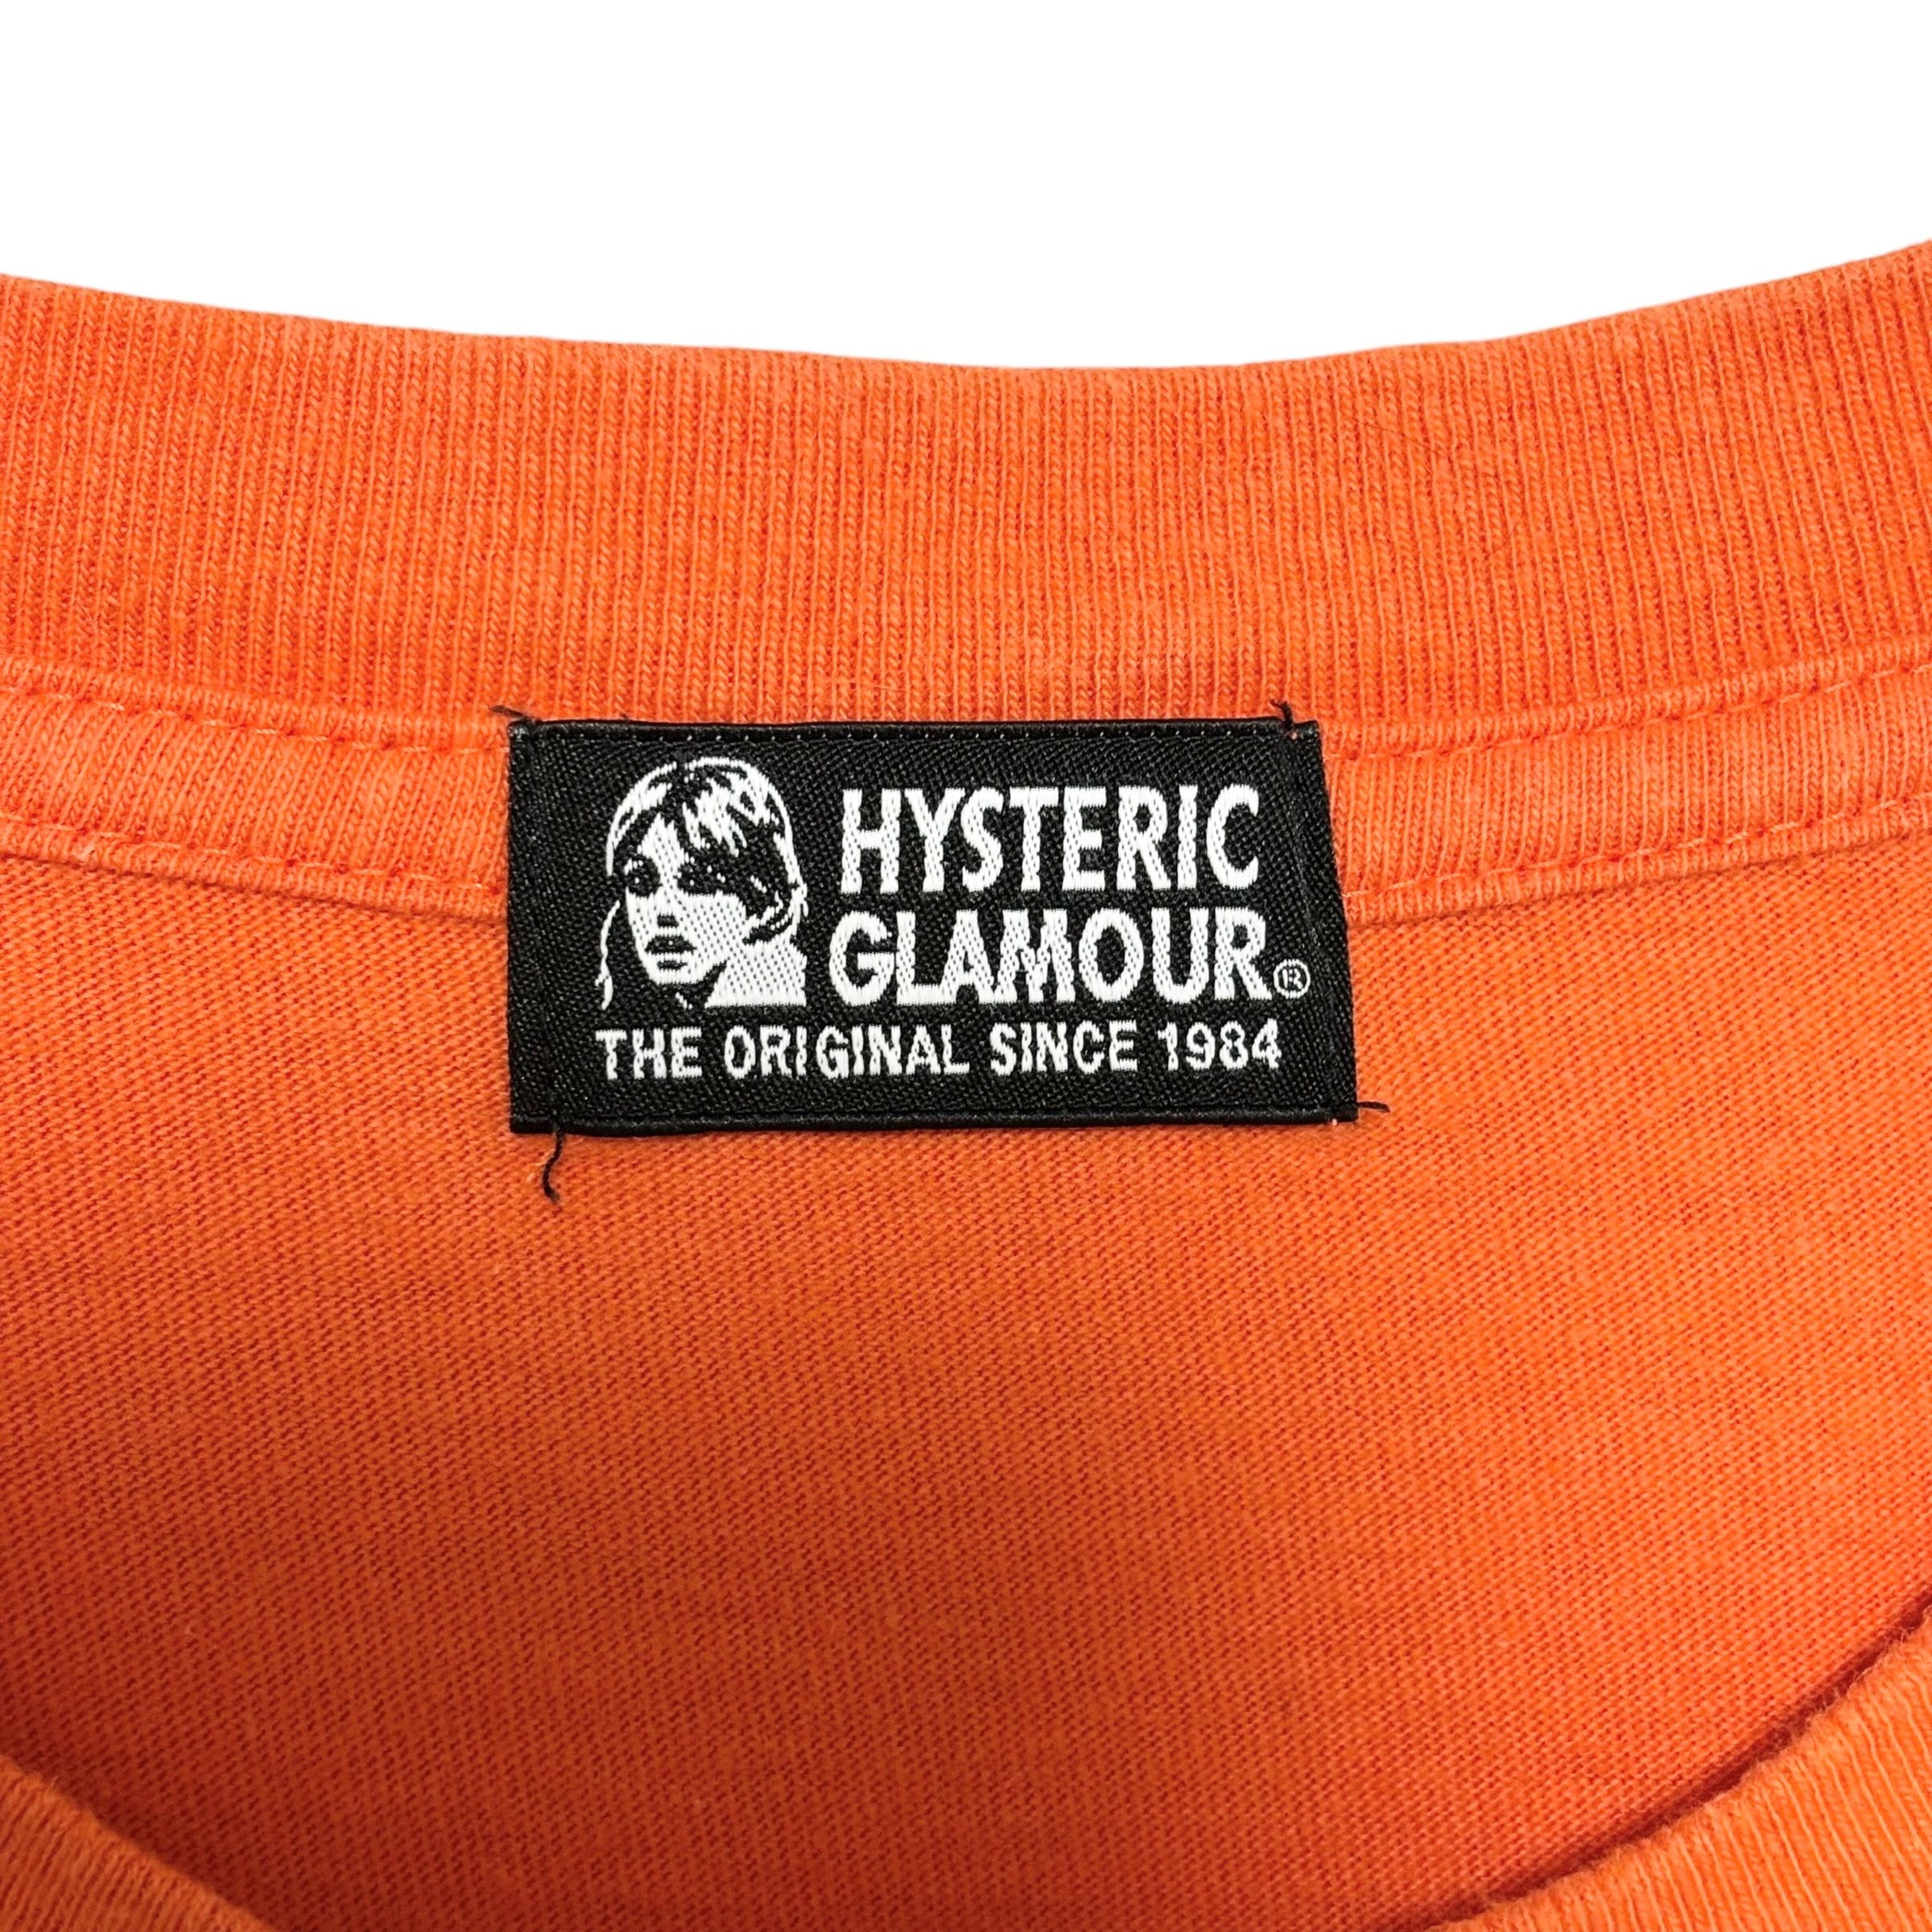 HYSTERIC
GLAMOUR®
THE ORIGINAL SINCE 1984